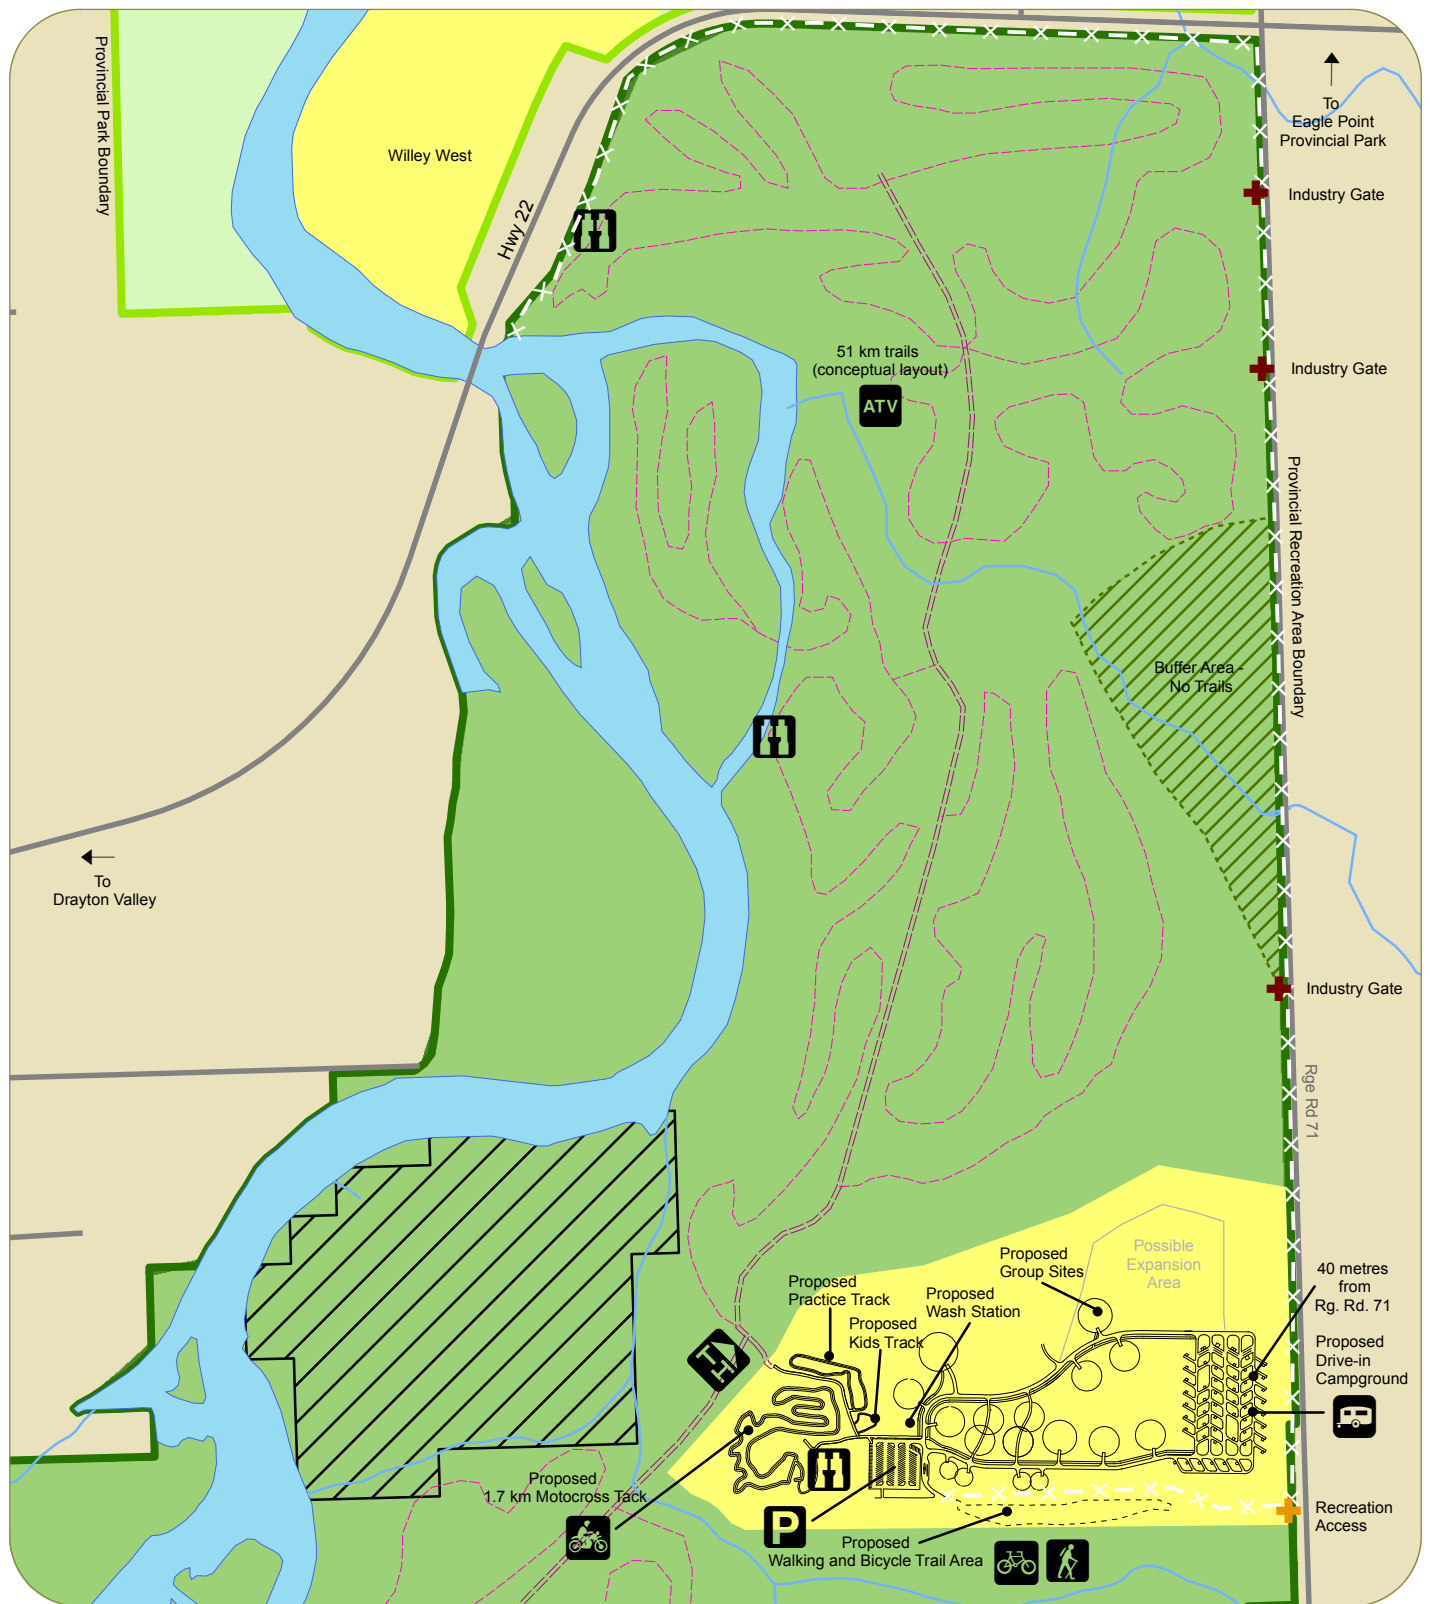 Provincial Park Boundary
Willey West
Hwy 22
To
Eagle Point
Provincial Park
Industry Gate
51 km trails
(conceptual layout)
ATV
Industry Gate
Provincial Recreation Area Boundary
Buffer Area -
No Trails
To
Drayton Valley
Industry Gate
Rge Rd 71
Possible
Expansion
Area
Proposed
Group Sites
40 metres
from
Rg. Rd. 71
Proposed
Practice Track
Proposed
Wash Station
Proposed
Kids Track
Proposed
Drive-in
Campground
TH
Proposed
1.7 km Motocross Tack
P
Recreation
Access
Proposed
Walking and Bicycle Trail Area